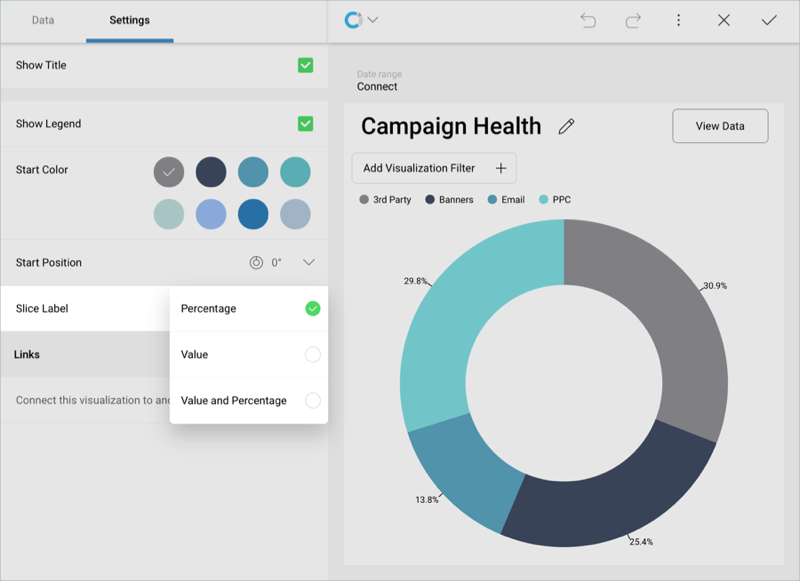 Data
Settings
Show Title
Show Legend
Start Color
Start Position
0°
Slice Label
Percentage
Value
Value and Percentage
Links
Connect this visualization to
Date range
Connect
Campaign Health
View Data
Add Visualization Filter
3rd Party
Banners
Email
PPC
29.8%
30.9%
13.8%
25.4%